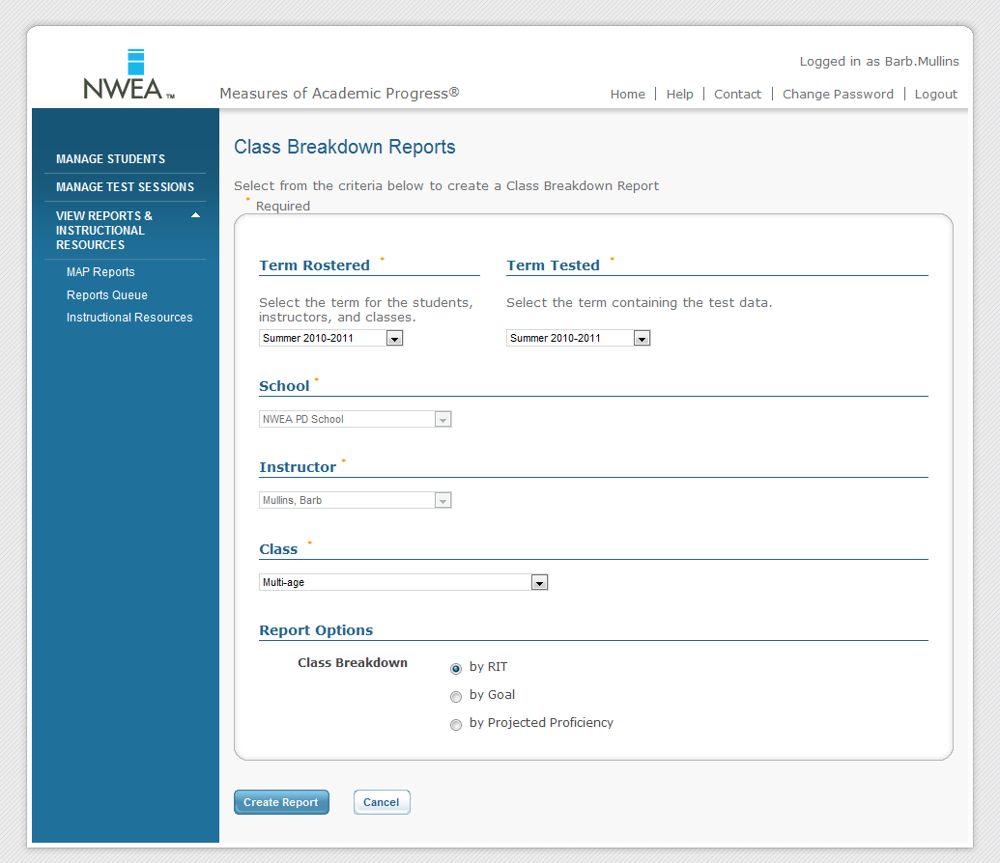 Logged in as Barb.Mullins
NWEA TM
Measures of Academic Progress®
Home | Help | Contact | Change Password | Logout
MANAGE STUDENTS
MANAGE TEST SESSIONS
VIEW REPORTS &
INSTRUCTIONAL
RESOURCES
MAP Reports
Reports Queue
Instructional Resources
Class Breakdown Reports
Select from the criteria below to create a Class Breakdown Report
* Required
Term Rostered *
Select the term for the students,
instructors, and classes.
Summer 2010-2011
Term Tested *
Select the term containing the test data.
Summer 2010-2011
School *
NWEA PD School
Instructor *
Mullins, Barb
Class *
Multi-age
Report Options
Class Breakdown
by RIT
by Goal
by Projected Proficiency
Create Report
Cancel